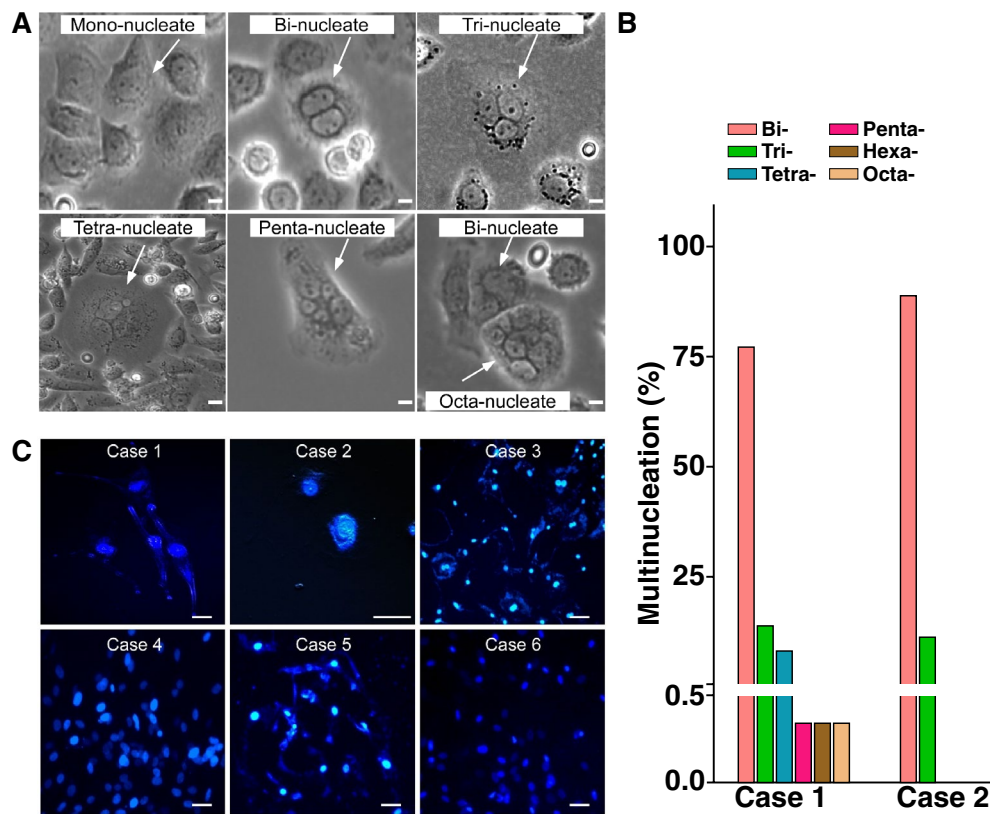 A
Mono-nucleate
Bi-nucleate
Tri-nucleate
Tetra-nucleate
Penta-nucleate
Bi-nucleate
Octa-nucleate
B
Bi-
Tri-
Tetra-
Penta-
Hexa-
Octa-
Multinucleation (%)
100
75
50
25
0.5
0.0
Case 1
Case 2
C
Case 1
Case 2
Case 3
Case 4
Case 5
Case 6